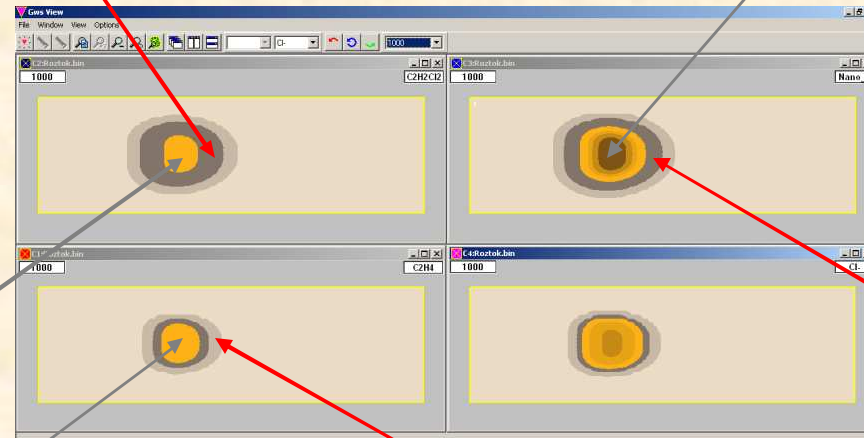 Gws View
File Window View Options
Cl- 1000
C2:Roztok.bin
1000 C2H2Cl2
C3:Roztok.bin
1000 Nano_
1000 C2H4
C4:Roztok.bin
1000 Cl-